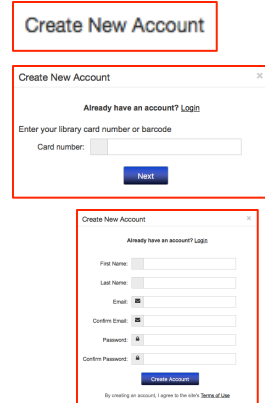 Create New Account
Create New Account ×
Already have an account? Login
Enter your library card number or barcode
Card number:
Next
Create New Account ×
Already have an account? Login
First Name:
Last Name:
Email:
Confirm Email:
Password:
Confirm Password:
Create Account
By creating an account, I agree to the site's Terms of Use